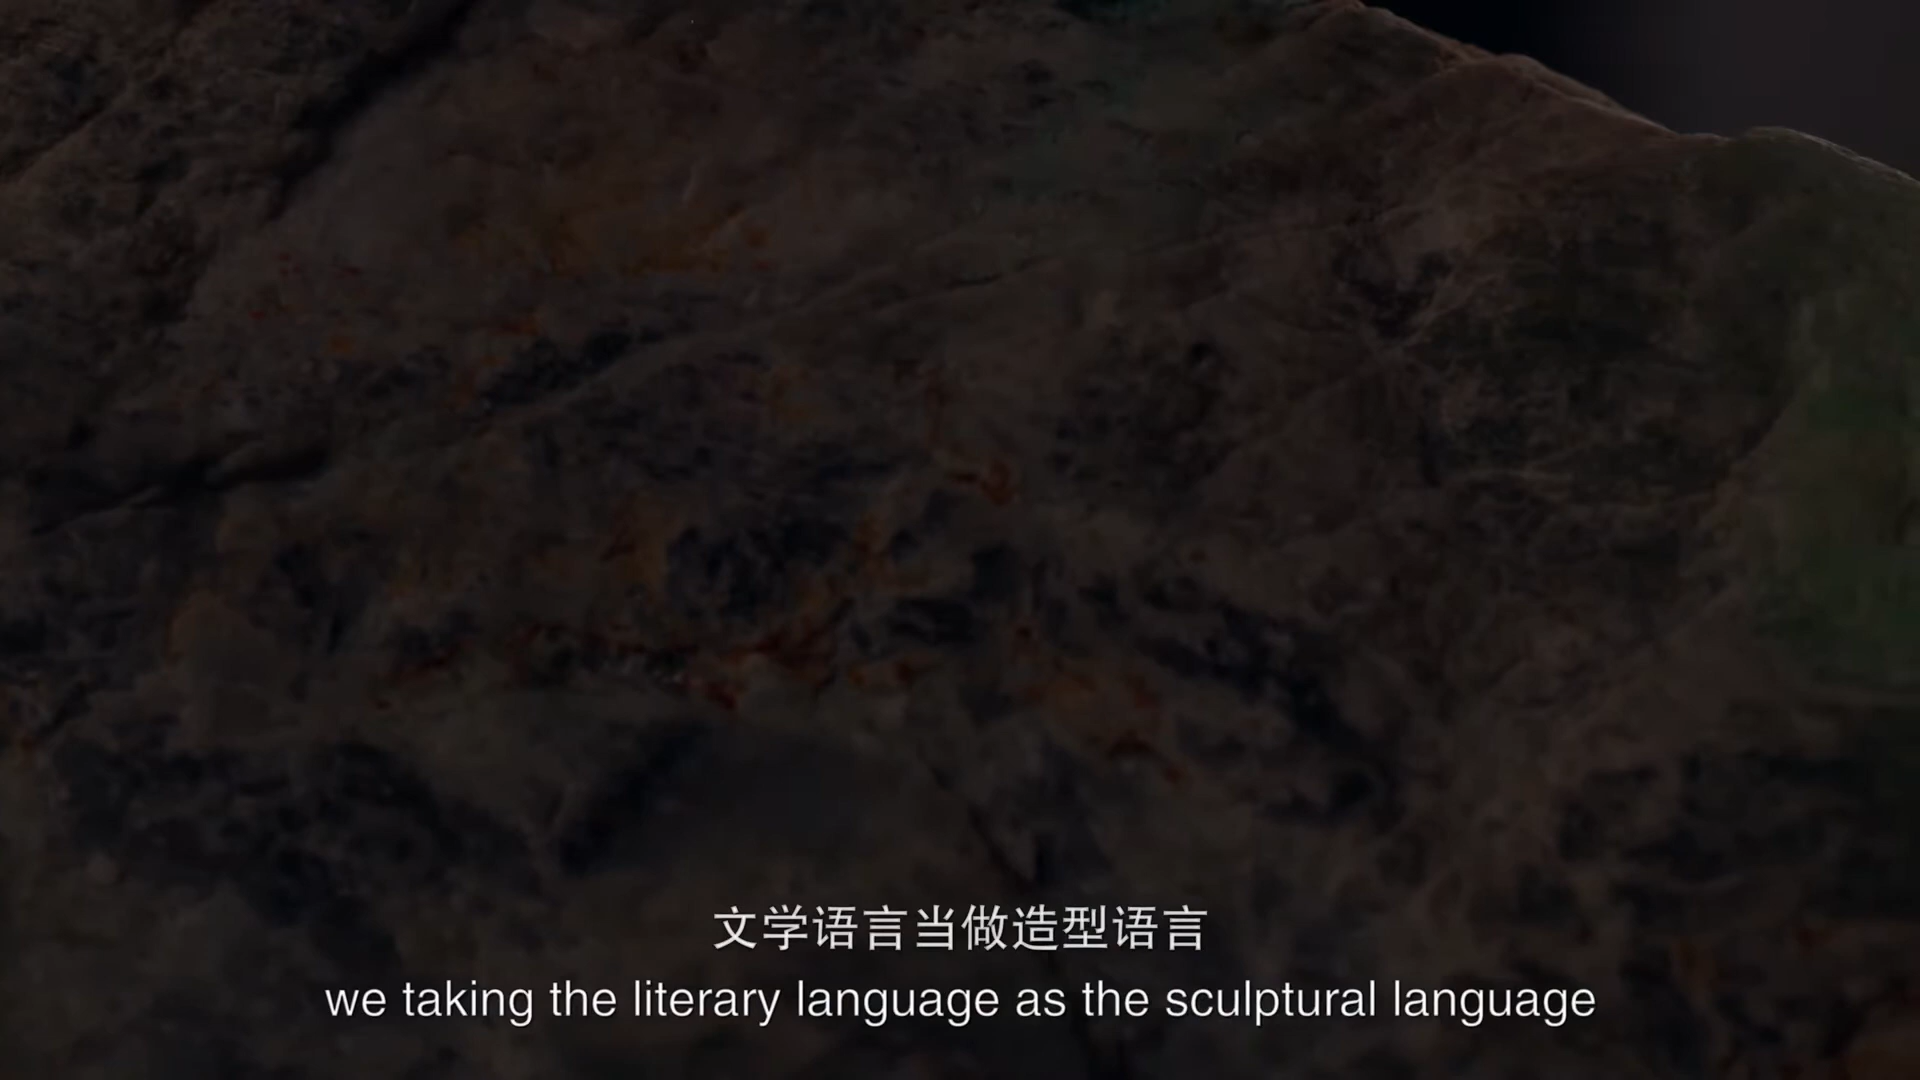 文学语言当做造型语言
we taking the literary language as the sculptural language